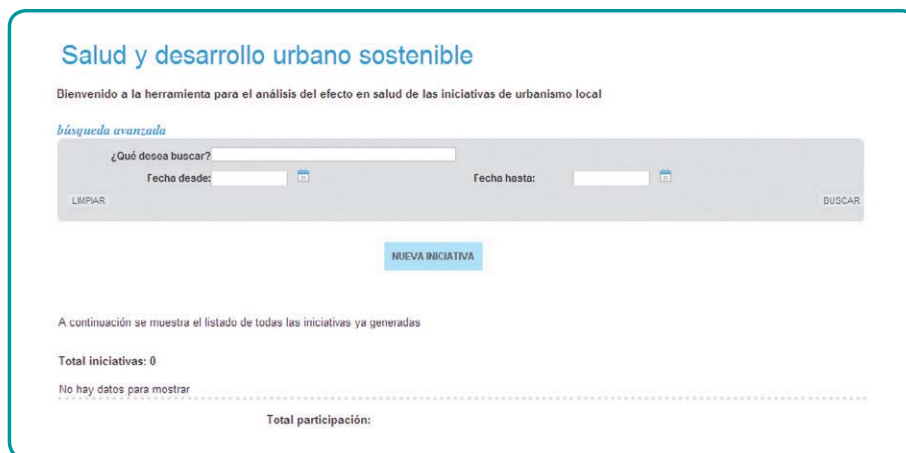 Salud y desarrollo urbano sostenible
Bienvenido a la herramienta para el análisis del efecto en salud de las iniciativas de urbanismo local
búsqueda avanzada
¿Qué desea buscar?
Fecha desde: Fecha hasta:
LIMPIAR BUSCAR
NUEVA INICIATIVA
A continuación se muestra el listado de todas las iniciativas ya generadas
Total iniciativas: 0
No hay datos para mostrar
Total participación: